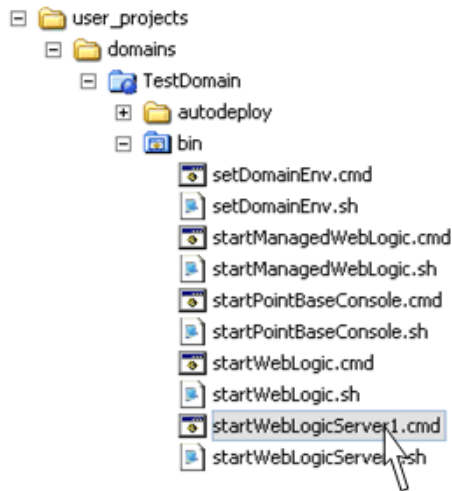 user_projects
domains
TestDomain
autodeploy
bin
setDomainEnv.cmd
setDomainEnv.sh
startManagedWebLogic.cmd
startManagedWebLogic.sh
startPointBaseConsole.cmd
startPointBaseConsole.sh
startWebLogic.cmd
startWebLogic.sh
startWebLogicServer1.cmd